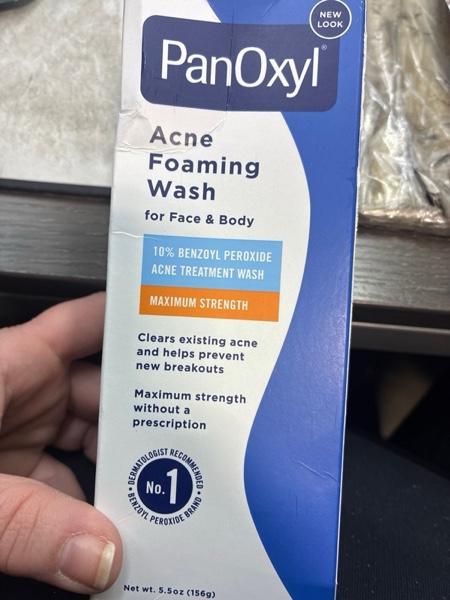 NEW
LOOK
PanOxyl®
Acne
Foaming
Wash
for Face & Body
10% BENZOYL PEROXIDE
ACNE TREATMENT WASH
MAXIMUM STRENGTH
Clears existing acne
and helps prevent
new breakouts
Maximum strength
without a
prescription
DERMATOLOGIST RECOMMENDED
No. 1
BENZOYL PEROXIDE BRAND
Net wt. 5.5oz (156g)